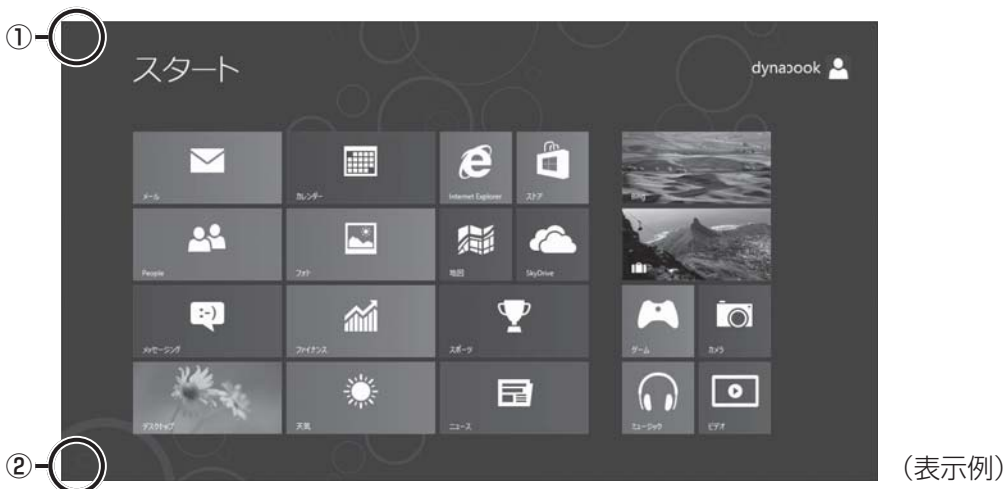 ①
スタート
dynabook
メール
カレンダー
Internet Explorer
ストア
Bing
People
フォト
地図
SkyDrive
メッセージング
:-)
ファイナンス
スポーツ
ゲーム
カメラ
デスクトップ
天気
ニュース
ミュージック
ビデオ
②
(表示例)